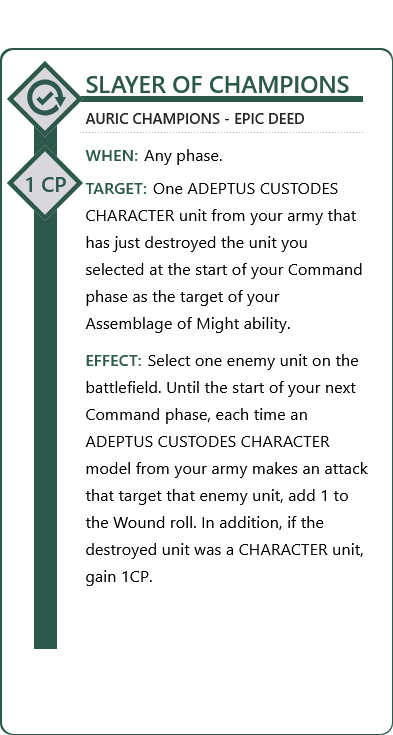 SLAYER OF CHAMPIONS
AURIC CHAMPIONS - EPIC DEED
WHEN: Any phase.
1 CP
TARGET: One ADEPTUS CUSTODES
CHARACTER unit from your army that
has just destroyed the unit you
selected at the start of your Command
phase as the target of your
Assemblage of Might ability.
EFFECT: Select one enemy unit on the
battlefield. Until the start of your next
Command phase, each time an
ADEPTUS CUSTODES CHARACTER
model from your army makes an attack
that target that enemy unit, add 1 to
the Wound roll. In addition, if the
destroyed unit was a CHARACTER unit,
gain 1CP.